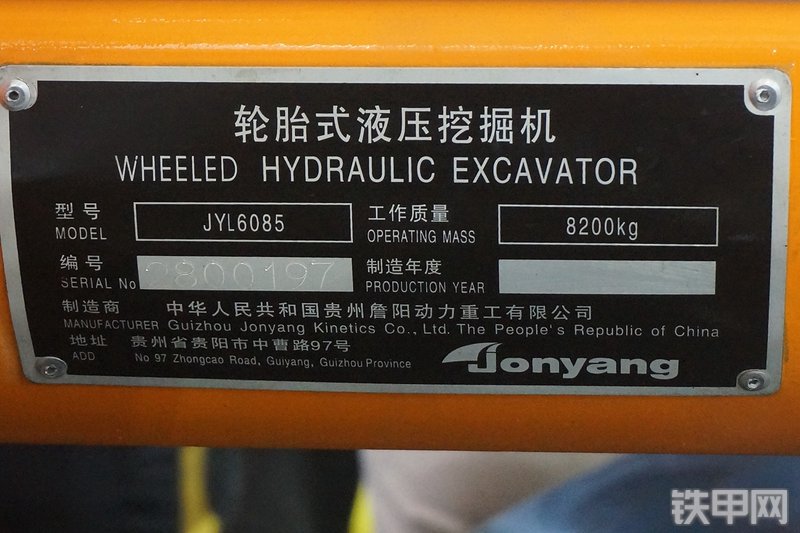 轮胎式液压挖掘机
WHEELED HYDRAULIC EXCAVATOR
型号 JYL6085 工作质量 8200kg
MODEL OPERATING MASS
编号 制造年度
SERIAL No PRODUCTION YEAR
制造商 中华人民共和国贵州詹阳动力重工有限公司
MANUFACTURER Guizhou Jonyang Kinetics Co., Ltd. The People's Republic of China
地址 贵州省贵阳市中曹路97号
ADD No 97 Zhongcao Road, Guiyang, Guizhou Province
Jonyang
铁甲网